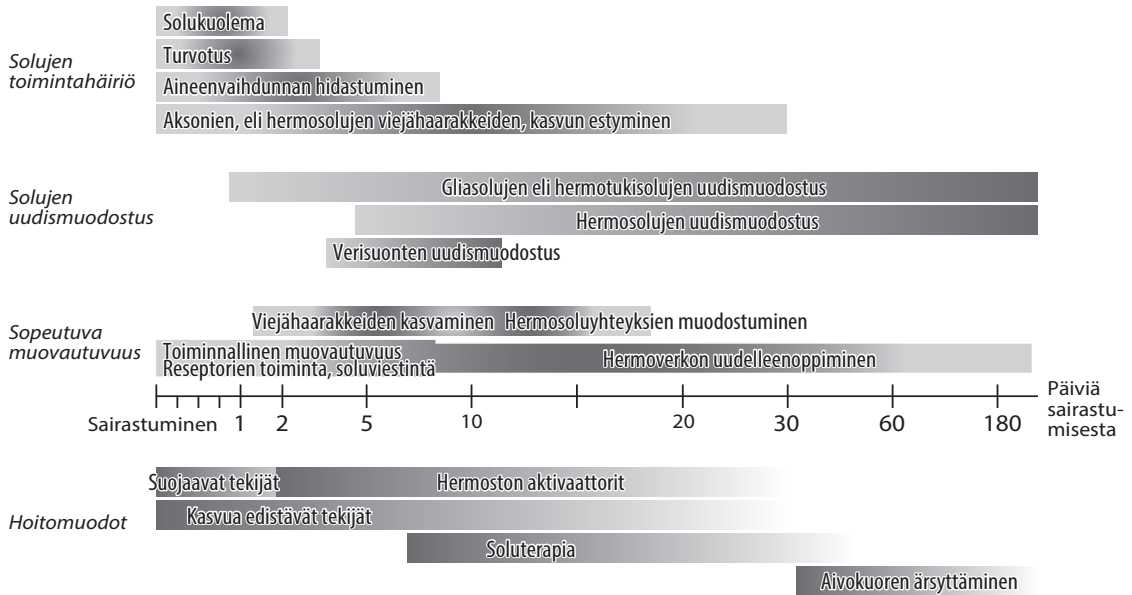 Solujen
toimintahäiriö
Solukuolema
Turvotus
Aineenvaihdunnan hidastuminen
Aksonien, eli hermosolujen viejähaarakkeiden, kasvun estyminen
Solujen
uudismuodostus
Gliasolujen eli hermotukisolujen uudismuodostus
Hermosolujen uudismuodostus
Verisuonten uudismuodostus
Sopeutuva
muovautuvuus
Viejähaarakkeiden kasvaminen Hermosoluyhteyksien muodostuminen
Toiminnallinen muovautuvuus
Reseptorien toiminta, soluviestintä
Hermoverkon uudelleenoppiminen
Sairastuminen 1 2 5 10 20 30 60 180
Päiviä
sairastu-
misesta
Hoitomuodot
Suojaavat tekijät Hermoston aktivaattorit
Kasvua edistävät tekijät
Soluterapia
Aivokuoren ärsyttäminen